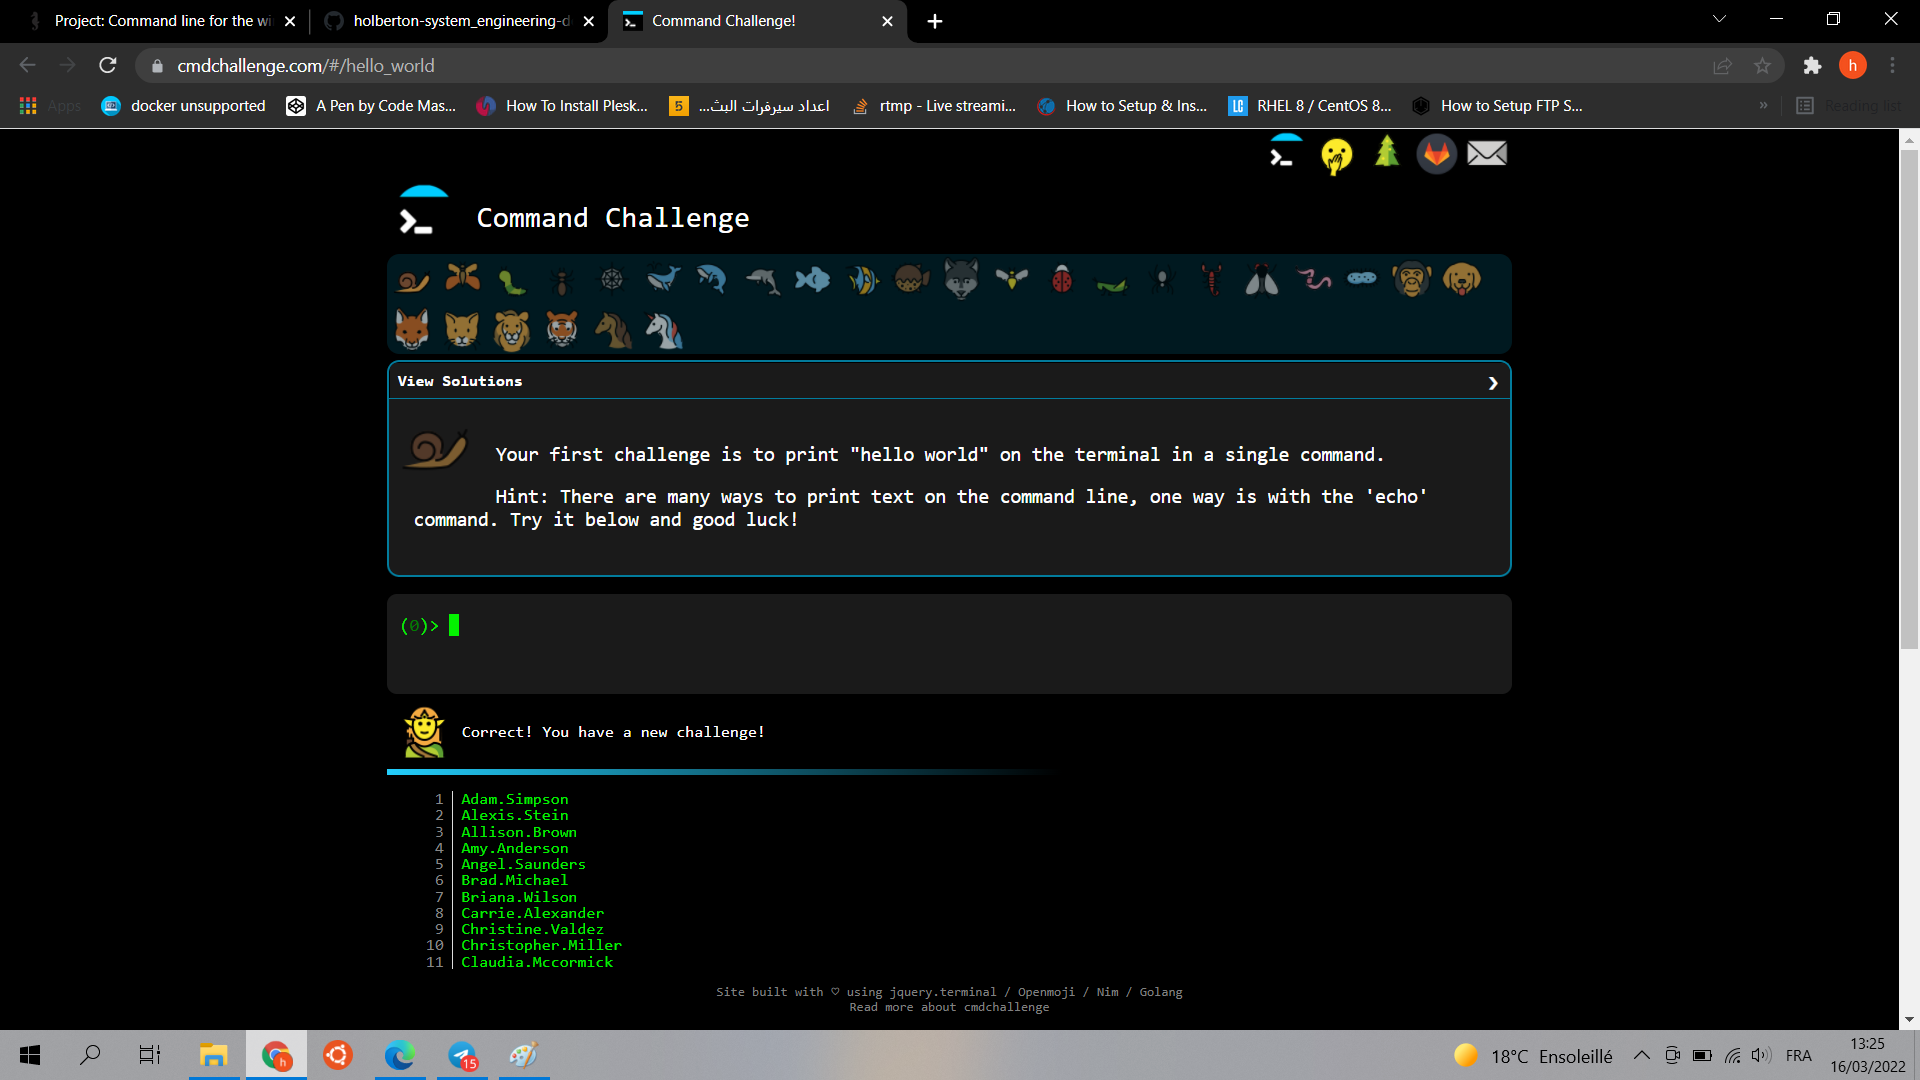 Project: Command line for the wi
holberton-system_engineering-d
Command Challenge!
cmdchallenge.com/#/hello_world
h
Apps
docker unsupported
A Pen by Code Mas...
How To Install Plesk...
5
اعداد سيرفرات البث...
rtmp - Live streami...
How to Setup & Ins...
LC
RHEL 8 / CentOS 8...
How to Setup FTP S...
»
Reading list
Command Challenge
View Solutions
Your first challenge is to print "hello world" on the terminal in a single command.
Hint: There are many ways to print text on the command line, one way is with the 'echo'
command. Try it below and good luck!
(0)>
Correct! You have a new challenge!
1 Adam.Simpson
2 Alexis.Stein
3 Allison.Brown
4 Amy.Anderson
5 Angel.Saunders
6 Brad.Michael
7 Briana.Wilson
8 Carrie.Alexander
9 Christine.Valdez
10 Christopher.Miller
11 Claudia.Mccormick
Site built with ♡ using jquery.terminal / Openmoji / Nim / Golang
Read more about cmdchallenge
h
15
18°C Ensoleillé
FRA
13:25
16/03/2022